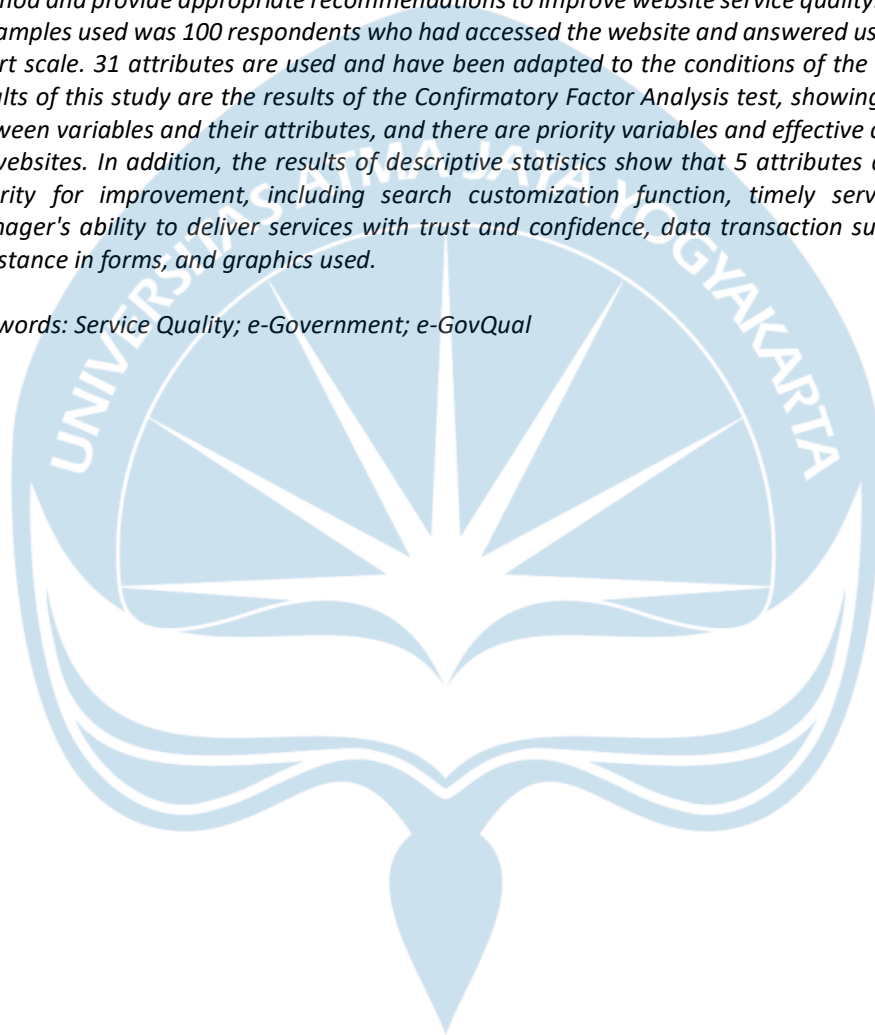 and provide appropriate recommendations to improve website service quality.
amples used was 100 respondents who had accessed the website and answered us
rt scale. 31 attributes are used and have been adapted to the conditions of the
lts of this study are the results of the Confirmatory Factor Analysis test, showing
ween variables and their attributes, and there are priority variables and effective
websites. In addition, the results of descriptive statistics show that 5 attributes
rity for improvement, including search customization function, timely serv
nager's ability to deliver services with trust and confidence, data transaction su
stance in forms, and graphics used.
words: Service Quality; e-Government; e-GovQual
UNIVERSITAS ATMA JAYA YOGYAKARTA